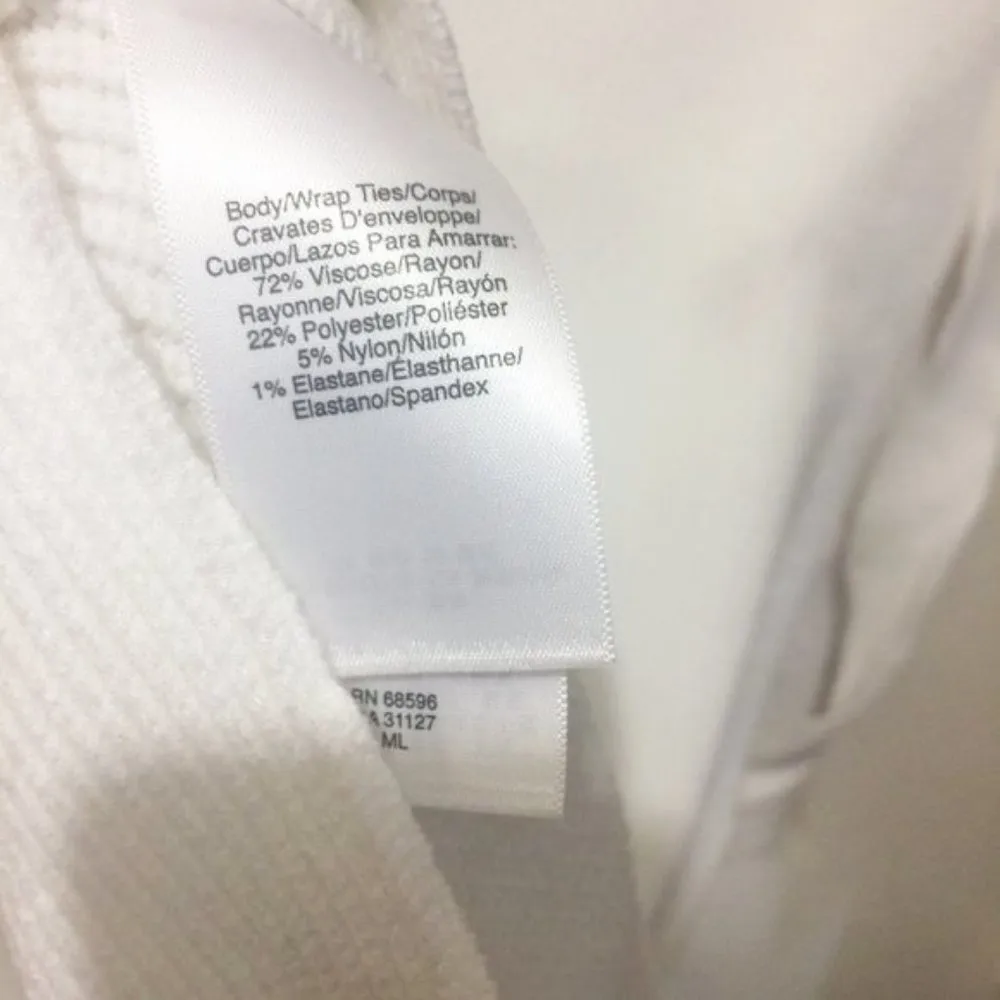 Body/Wrap Ties/Corps/
Cravates D'enveloppe/
Cuerpo/Lazos Para Amarrar:
72% Viscose/Rayon/
Rayonne/Viscosa/Rayón
22% Polyester/Poliéster
5% Nylon/Nilón
1% Elastane/Élasthanne/
Elastano/Spandex
RN 68596
A 31127
ML